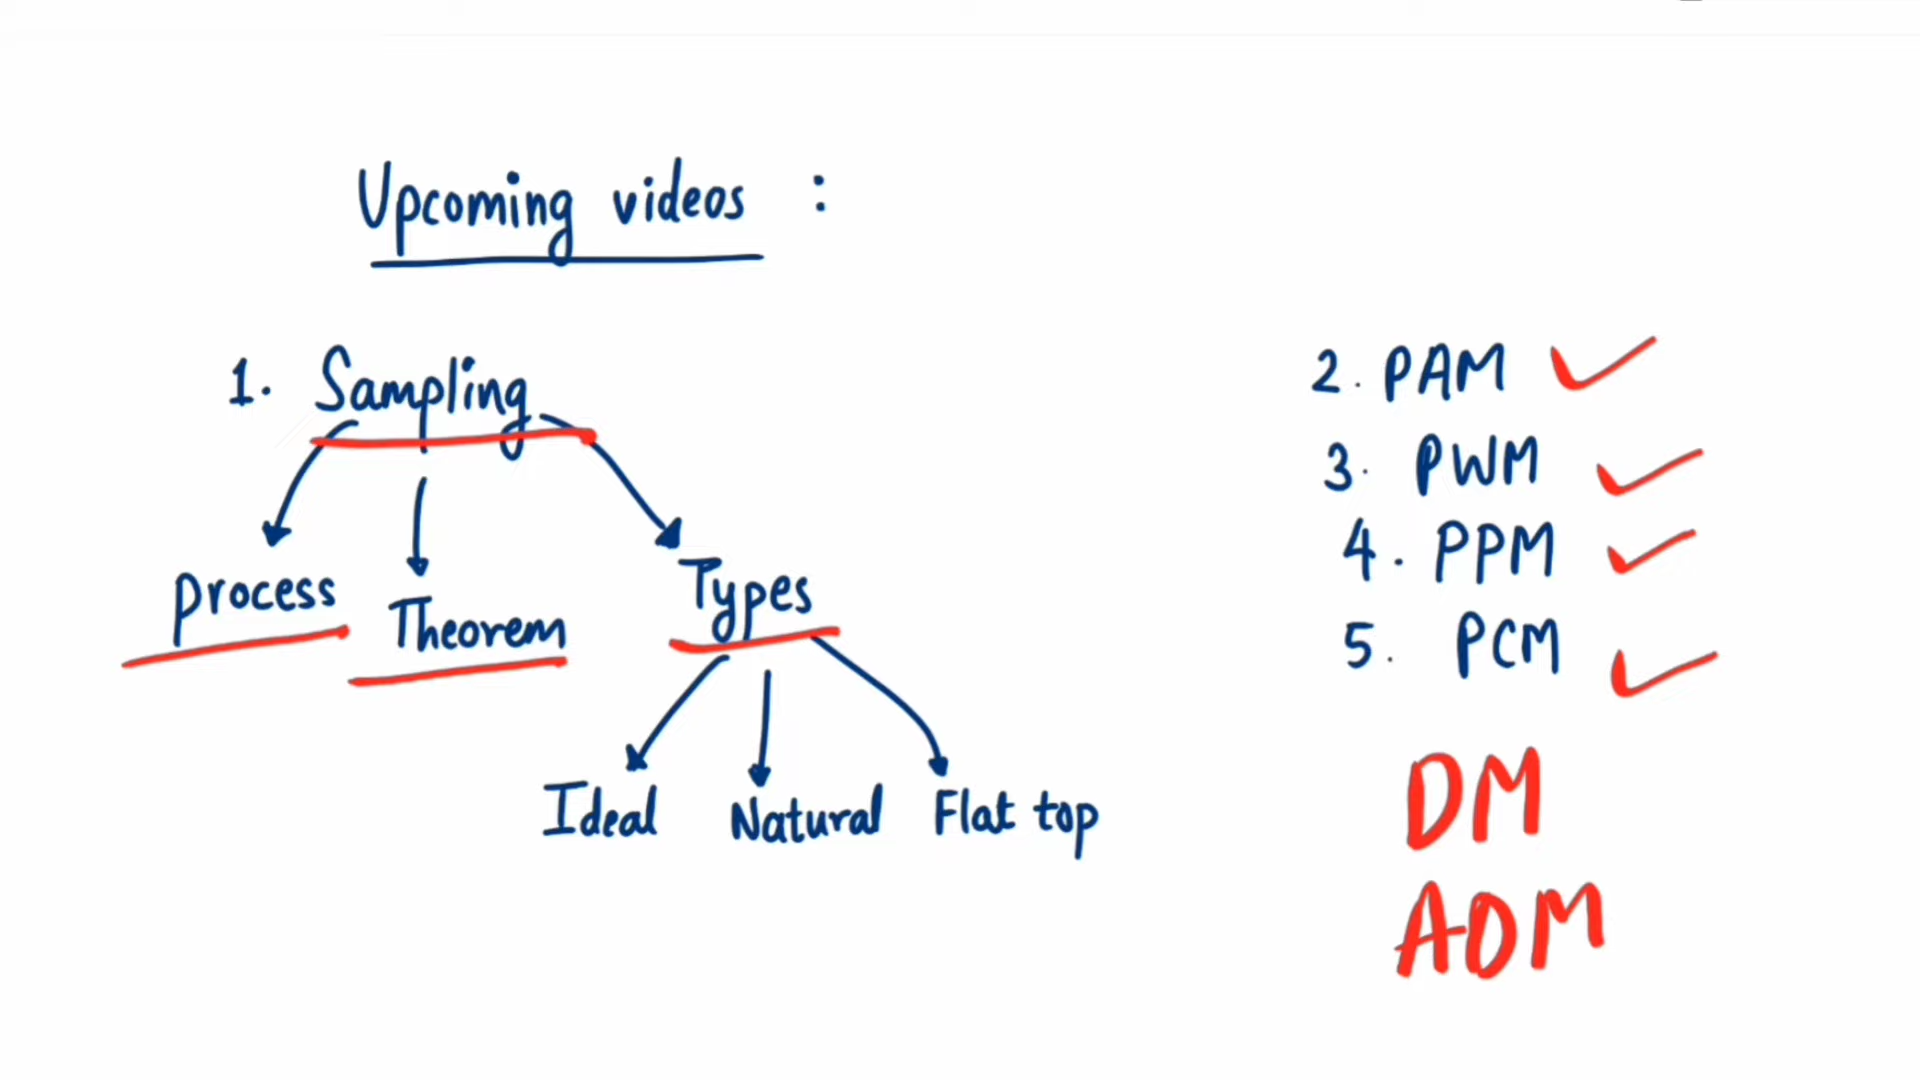 Upcoming videos :
1. Sampling
Process
Theorem
Types
Ideal
Natural
Flat top
2. PAM
3. PWM
4. PPM
5. PCM
DM
ADM